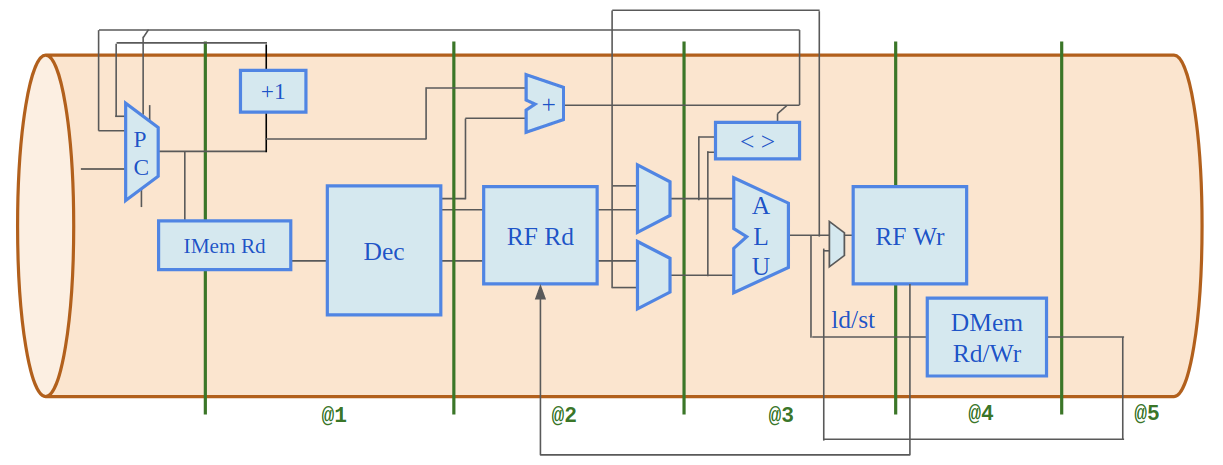 +1
P
C
+
< >
IMem Rd
Dec
RF Rd
A
L
U
RF Wr
ld/st
DMem
Rd/Wr
@1
@2
@3
@4
@5